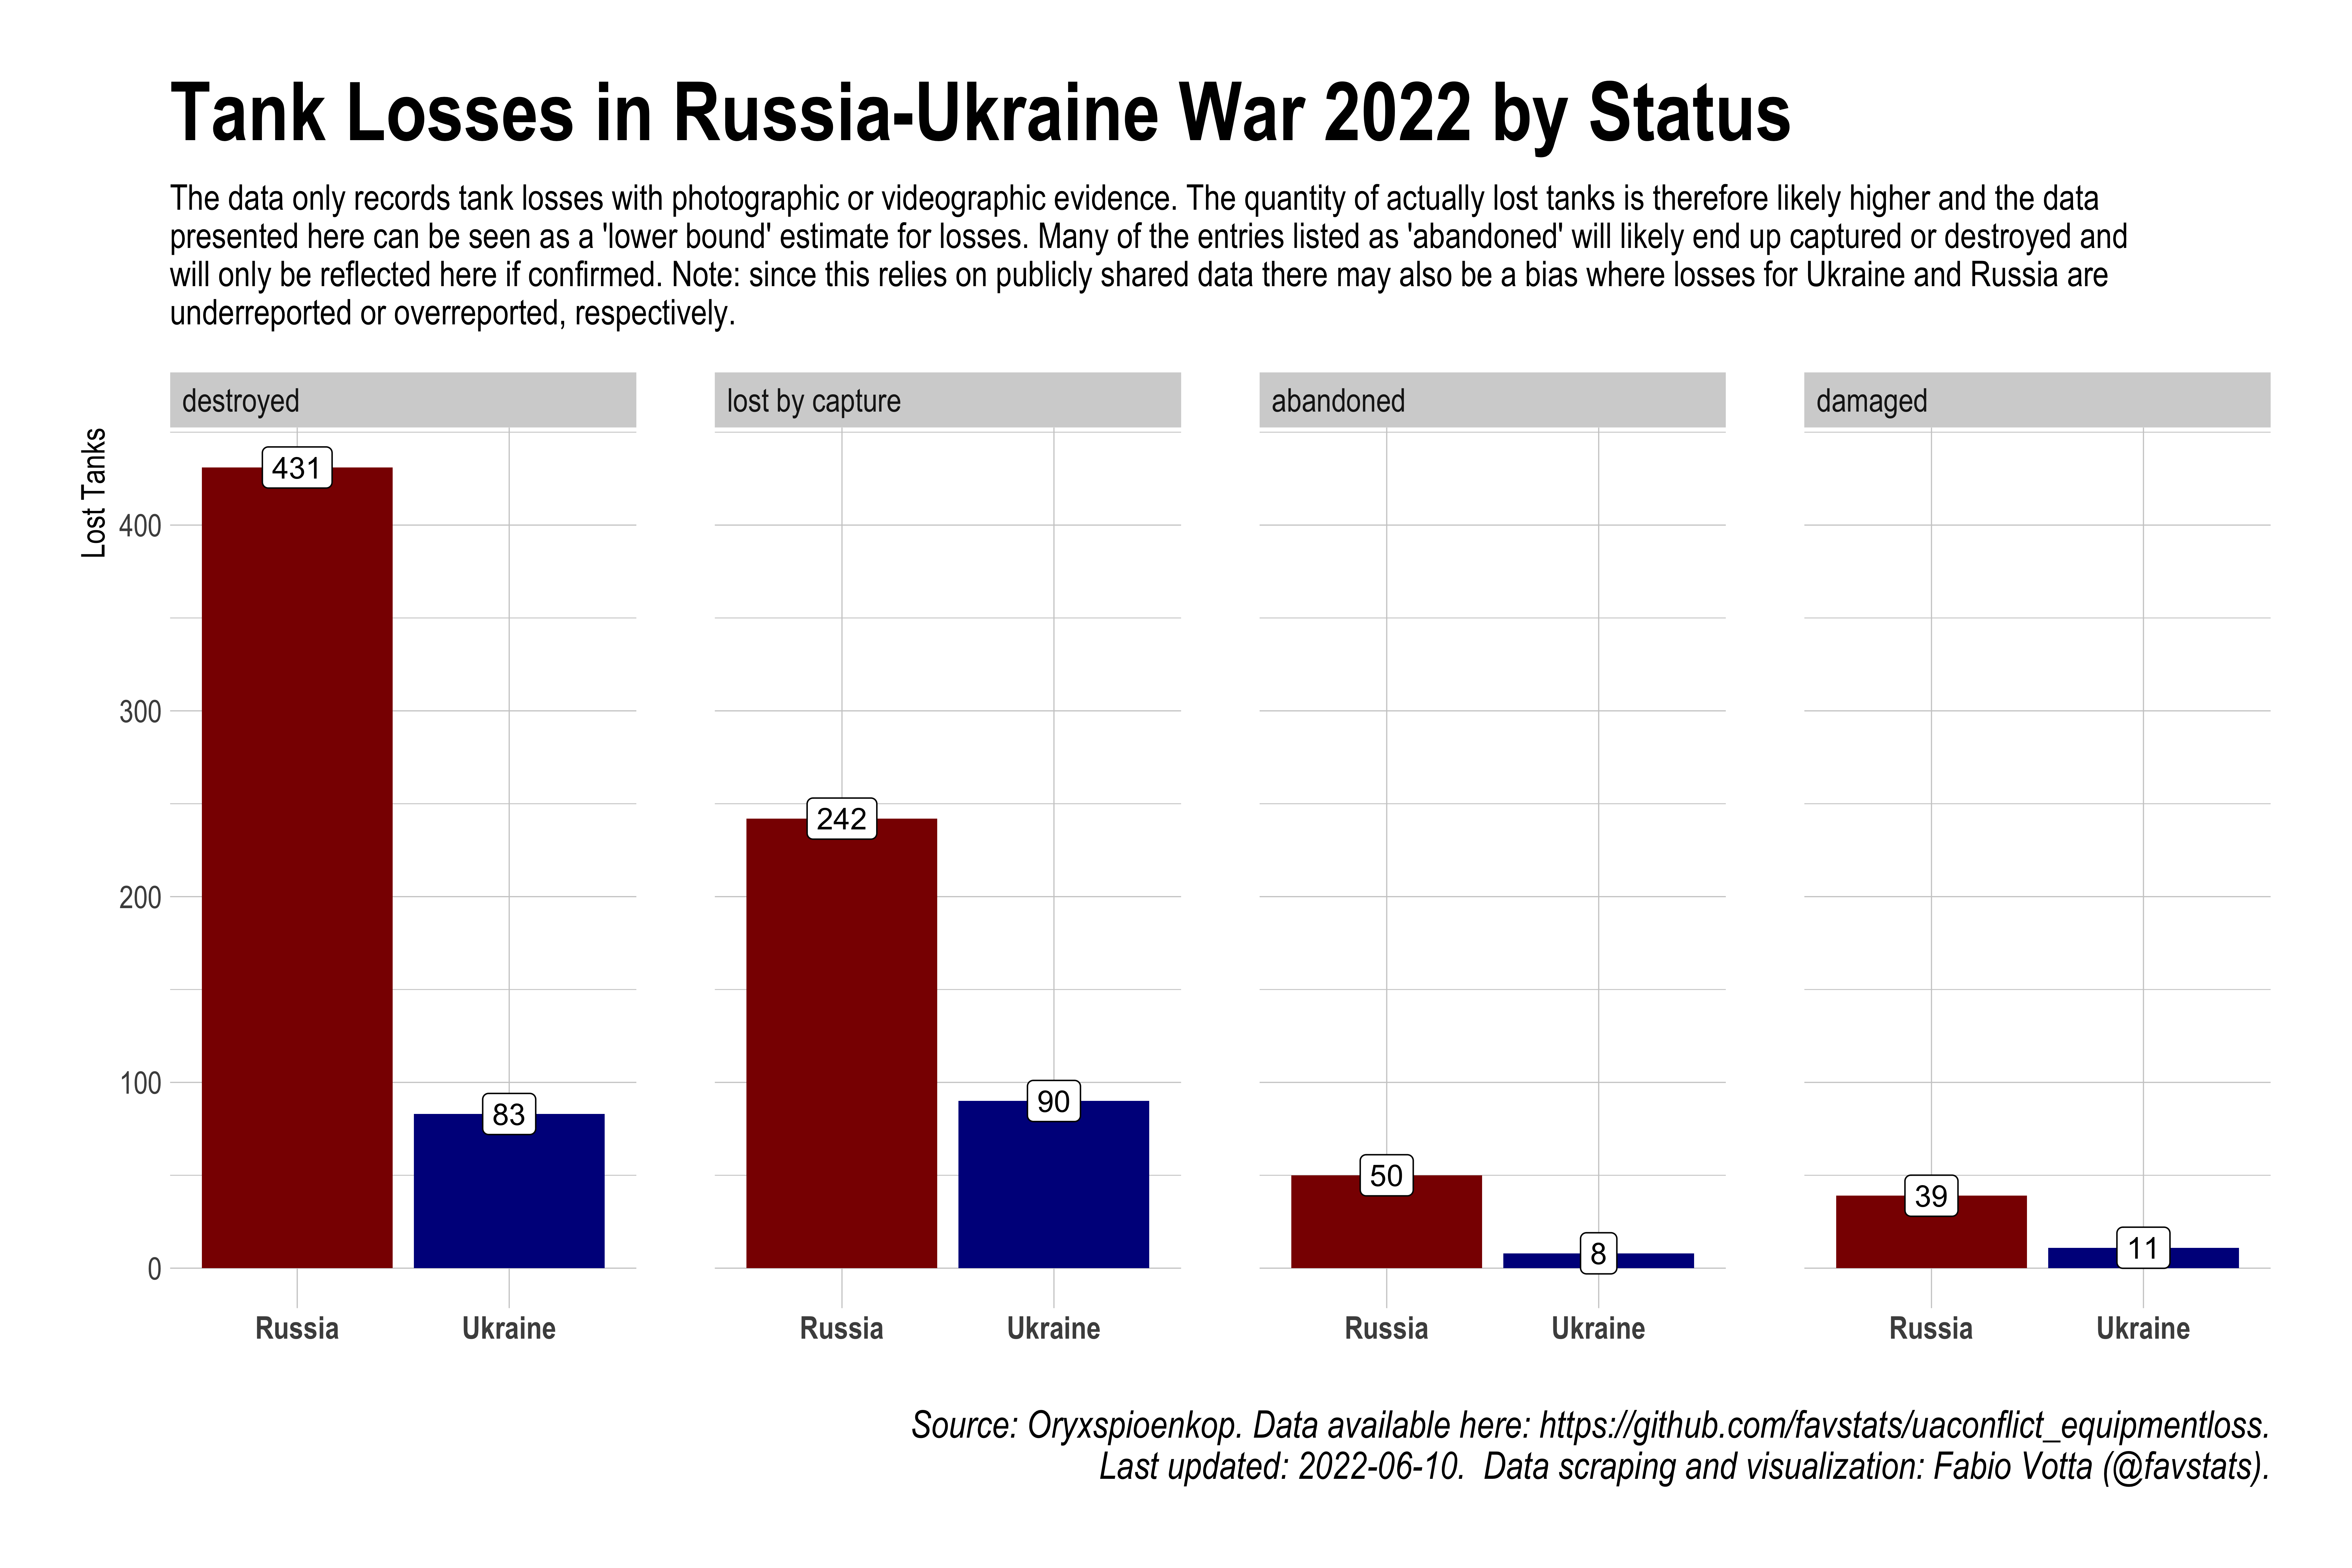 Tank Losses in Russia-Ukraine War 2022 by Status
The data only records tank losses with photographic or videographic evidence. The quantity of actually lost tanks is therefore likely higher and the data
presented here can be seen as a 'lower bound' estimate for losses. Many of the entries listed as 'abandoned' will likely end up captured or destroyed and
will only be reflected here if confirmed. Note: since this relies on publicly shared data there may also be a bias where losses for Ukraine and Russia are
underreported or overreported, respectively.
destroyed
lost by capture
abandoned
damaged
Lost Tanks
400
300
200
100
0
431
83
242
90
50
8
39
11
Russia
Ukraine
Russia
Ukraine
Russia
Ukraine
Russia
Ukraine
Source: Oryxspioenkop. Data available here: https://github.com/favstats/uaconflict_equipmentloss.
Last updated: 2022-06-10.  Data scraping and visualization: Fabio Votta (@favstats).